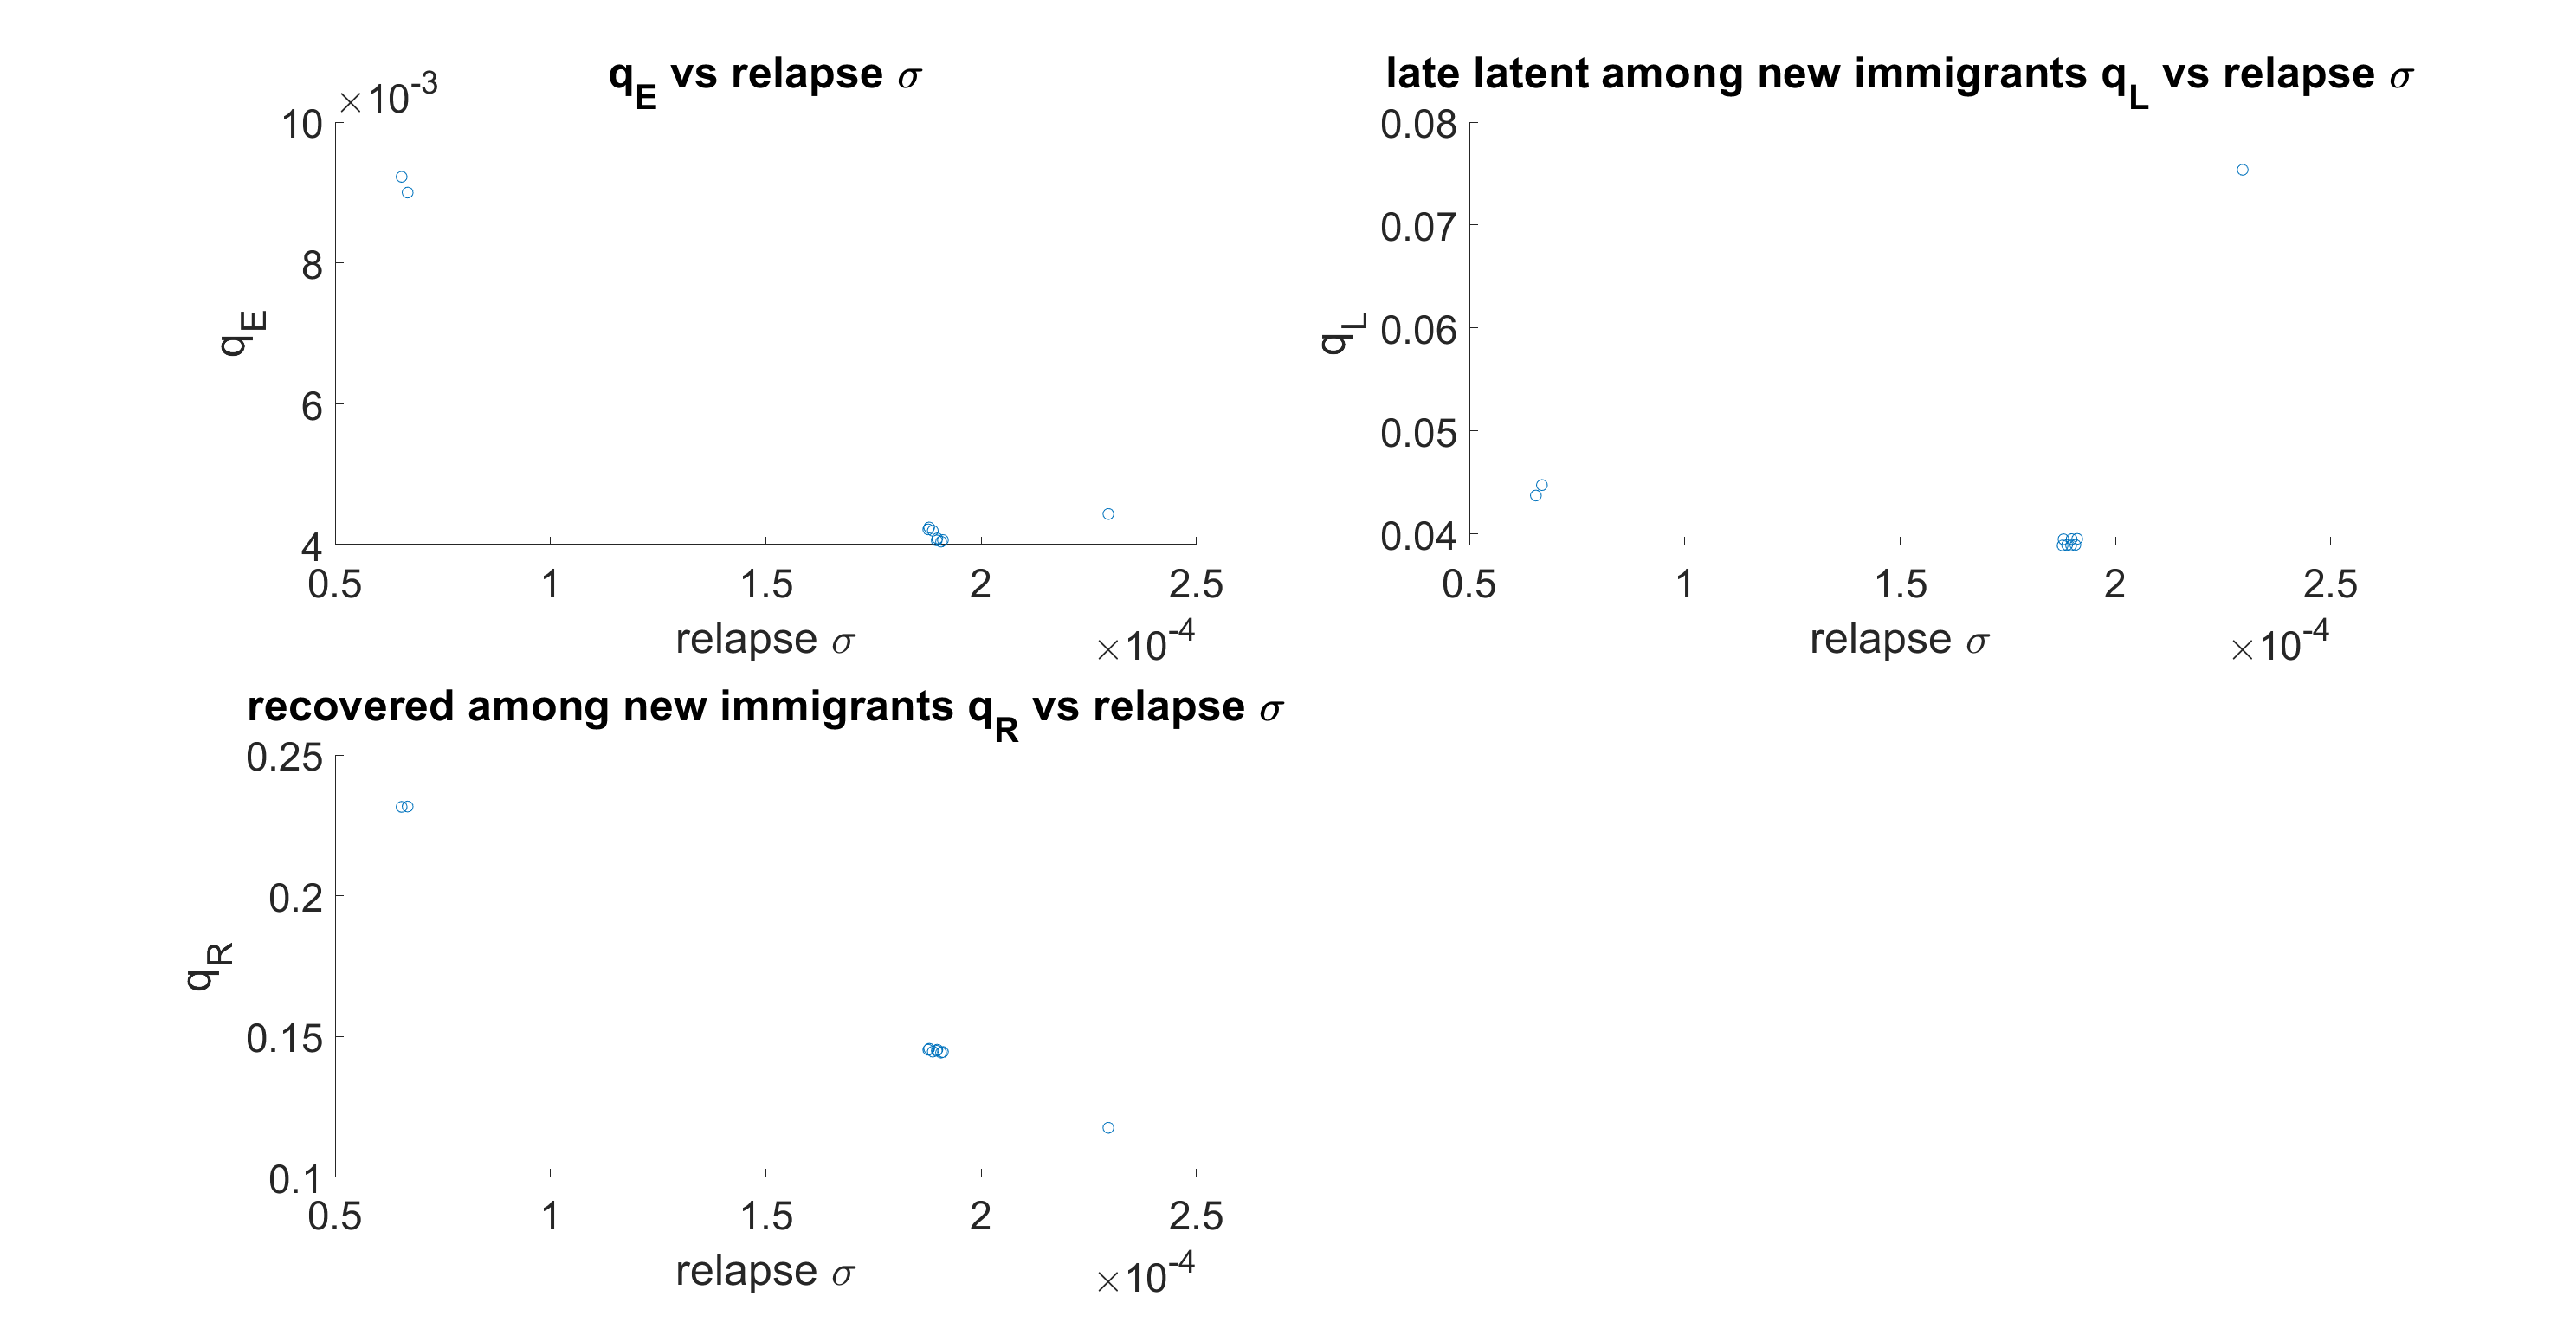 q_E vs relapse σ
×10^-3
10
8
6
4
q_E
0.5 1 1.5 2 2.5
relapse σ
×10^-4
late latent among new immigrants q_L vs relapse σ
0.08
0.07
0.06
0.05
0.04
q_L
0.5 1 1.5 2 2.5
relapse σ
×10^-4
recovered among new immigrants q_R vs relapse σ
0.25
0.2
0.15
0.1
q_R
0.5 1 1.5 2 2.5
relapse σ
×10^-4